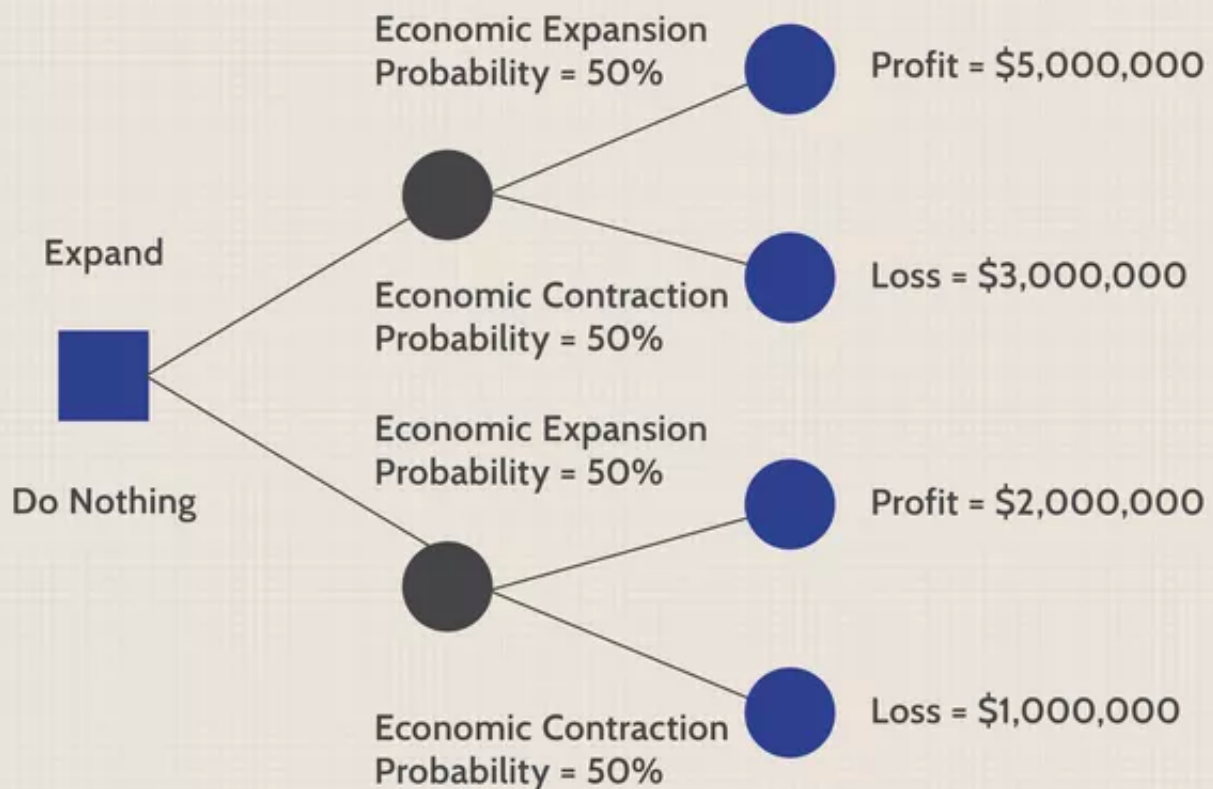 Economic Expansion
Probability = 50%
Profit = $5,000,000
Expand
Economic Contraction
Probability = 50%
Loss = $3,000,000
Do Nothing
Economic Expansion
Probability = 50%
Profit = $2,000,000
Economic Contraction
Probability = 50%
Loss = $1,000,000